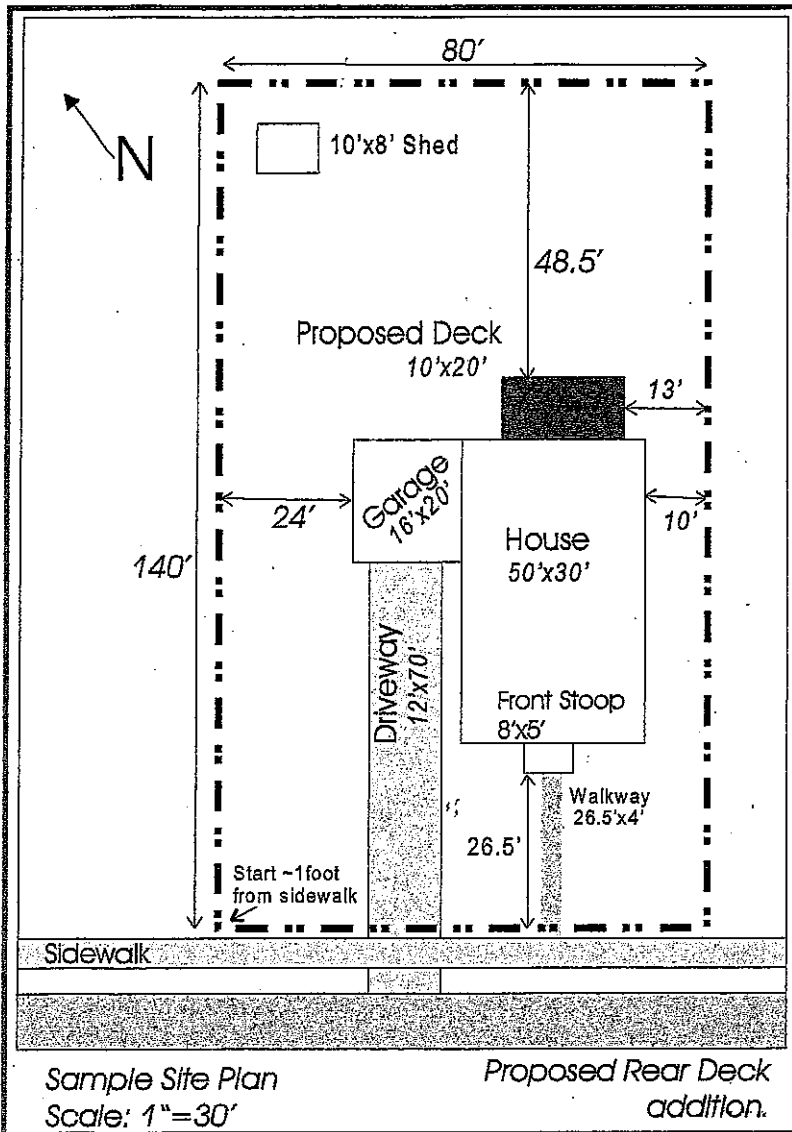 80'
N
10'x8' Shed
48.5'
Proposed Deck
10'x20'
13'
24'
Garage
16'x20'
10'
House
50'x30'
140'
Driveway
12'x70'
Front Stoop
8'x5'
Walkway
26.5'x4'
26.5'
Start ~1foot
from sidewalk
Sidewalk
Sample Site Plan
Scale: 1"=30'
Proposed Rear Deck
addition.